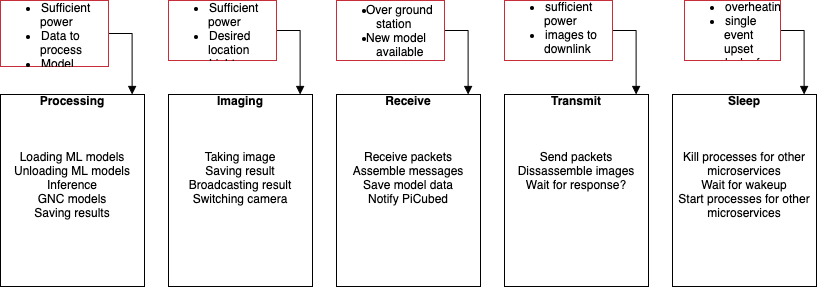 Sufficient
power
Data to
process
Model
Sufficient
power
Desired
location
Over ground
station
New model
available
sufficient
power
images to
downlink
single
event
upset
Processing
Loading ML models
Unloading ML models
Inference
GNC models
Saving results
Imaging
Taking image
Saving result
Broadcasting result
Switching camera
Receive
Receive packets
Assemble messages
Save model data
Notify PiCubed
Transmit
Send packets
Dissassemble images
Wait for response?
Sleep
Kill processes for other
microservices
Wait for wakeup
Start processes for other
microservices